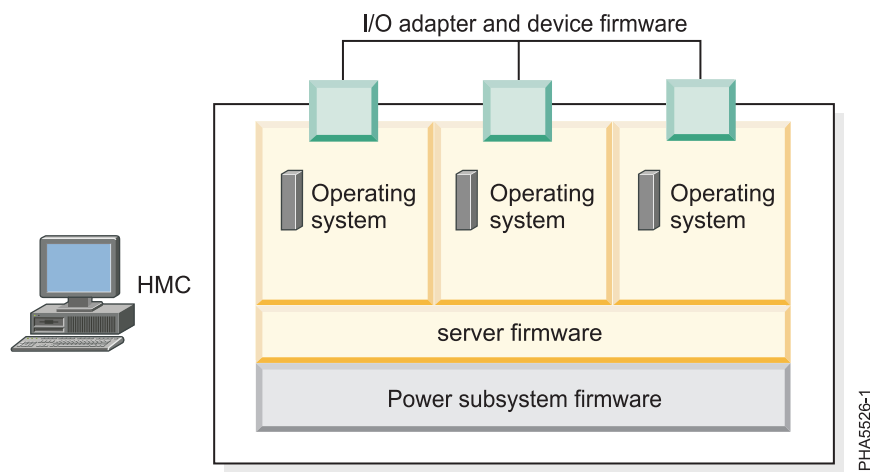 I/O adapter and device firmware
Operating
system
Operating
system
Operating
system
HMC
server firmware
Power subsystem firmware
PHA5526-1